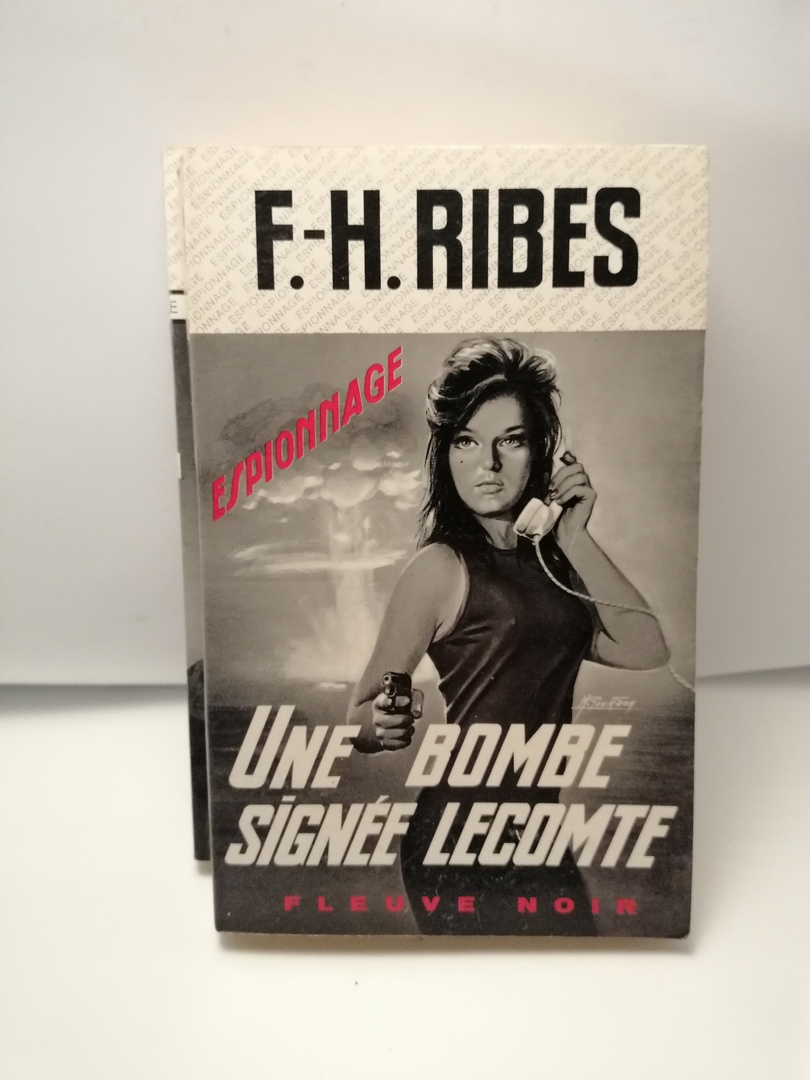 F.-H. RIBES
ESPIONNAGE
UNE BOMBE
SIGNÉE LECOMTE
FLEUVE NOIR